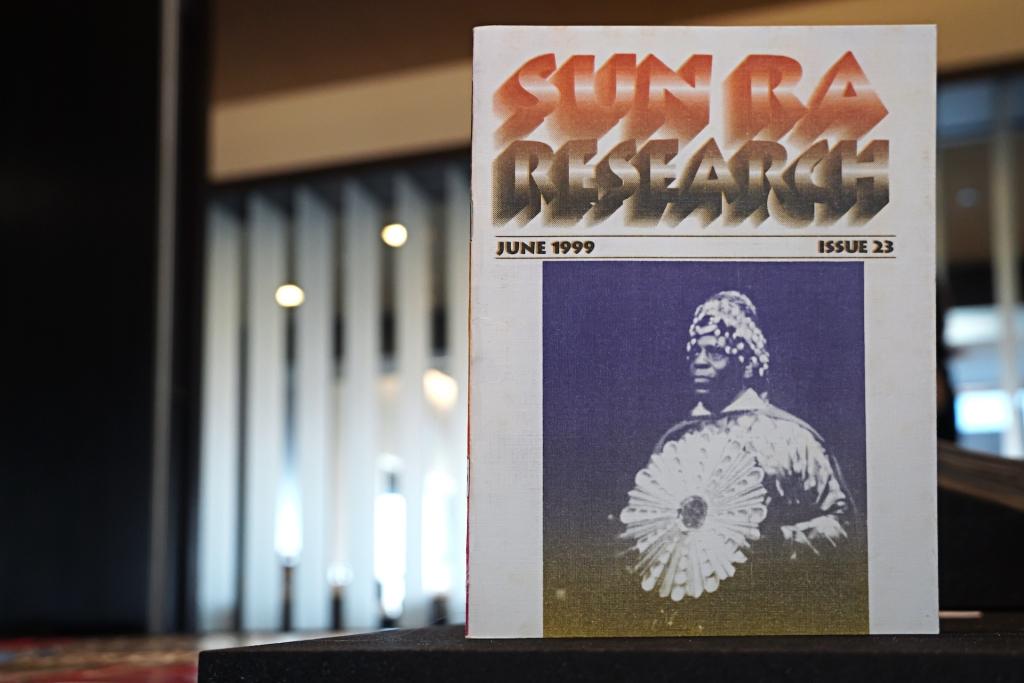 SUN RA
RESEARCH
JUNE 1999 ISSUE 23